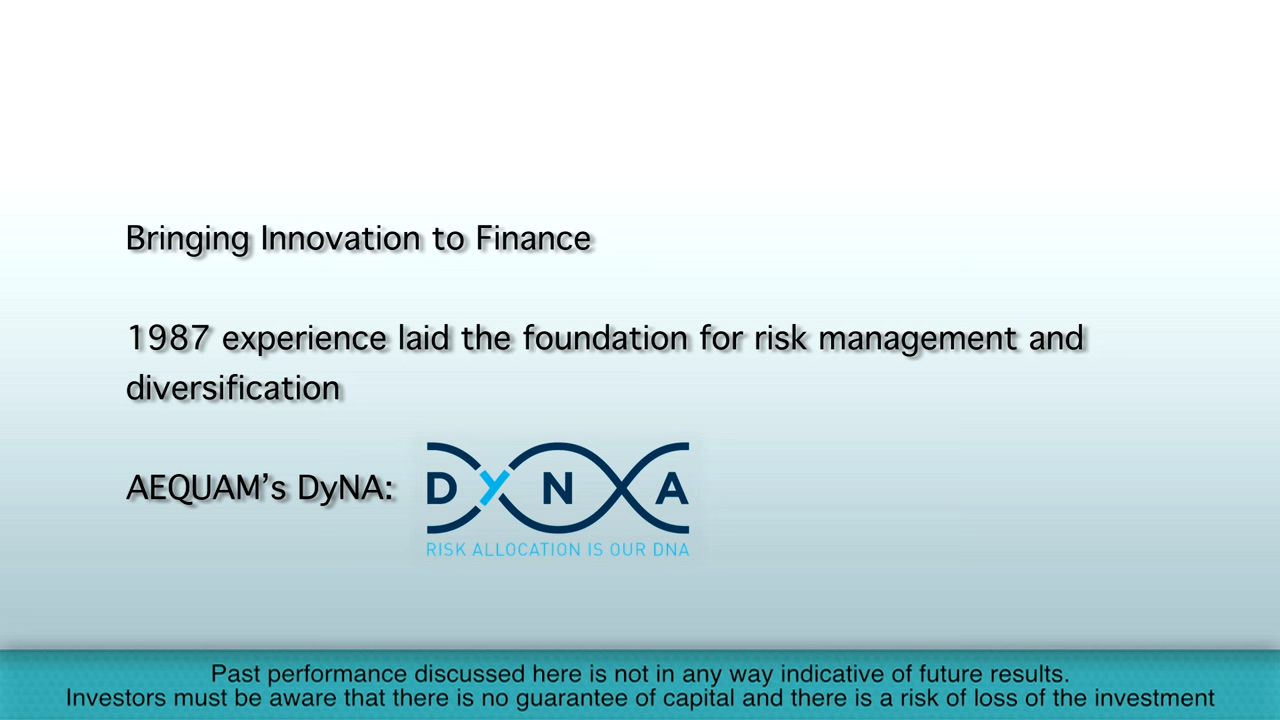 Bringing Innovation to Finance
1987 experience laid the foundation for risk management and
diversification
AEQUAM’s DyNA:
DyNA
RISK ALLOCATION IS OUR DNA
Past performance discussed here is not in any way indicative of future results.
Investors must be aware that there is no guarantee of capital and there is a risk of loss of the investment